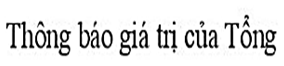 Thông báo giá trị của Tổng